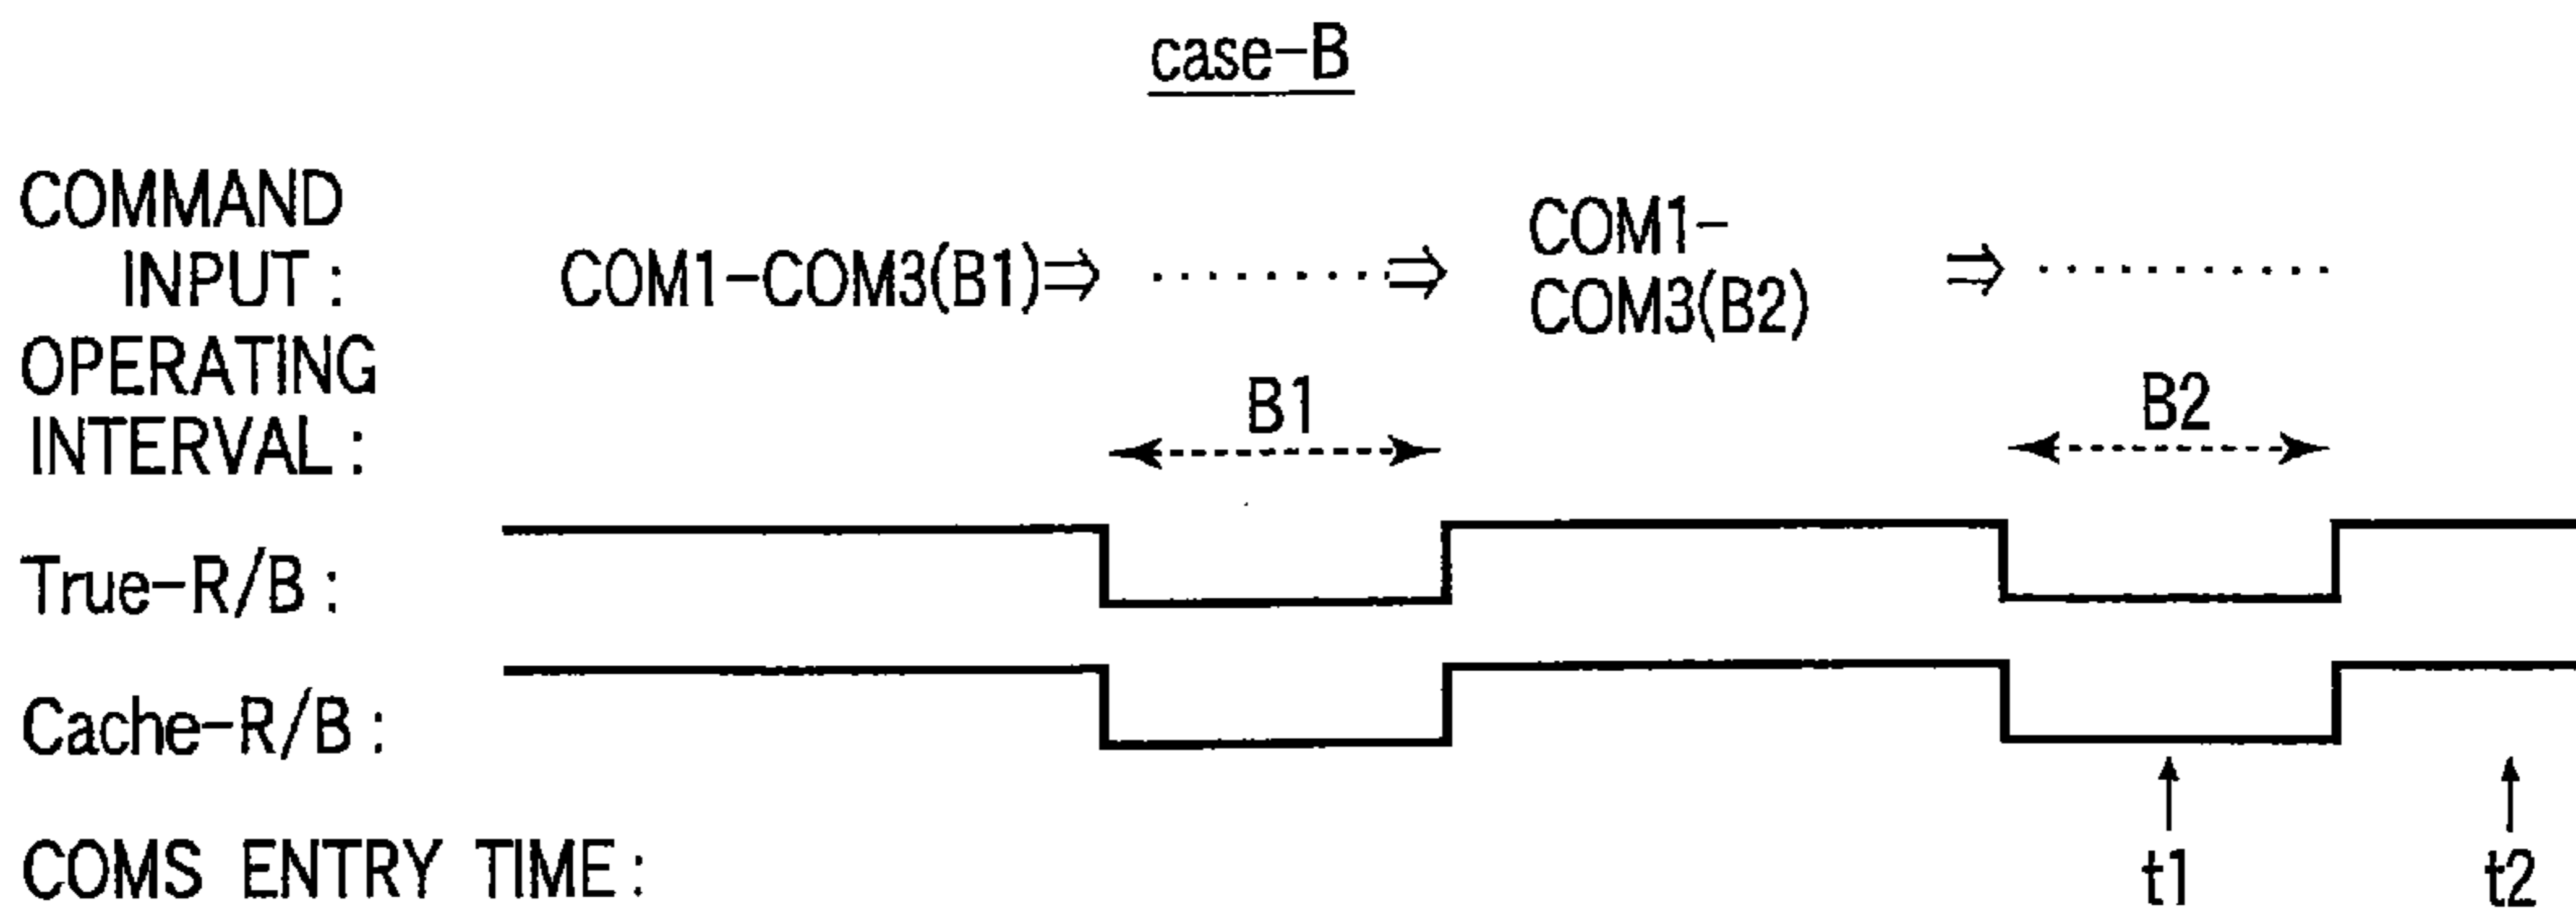 case-B
COMMAND
INPUT :
COM1-COM3(B1)⇒ ········⇒ COM1-
COM3(B2) ⇒ ···········
OPERATING
INTERVAL :
B1
B2
True-R/B :
Cache-R/B :
COMS ENTRY TIME :
t1
t2